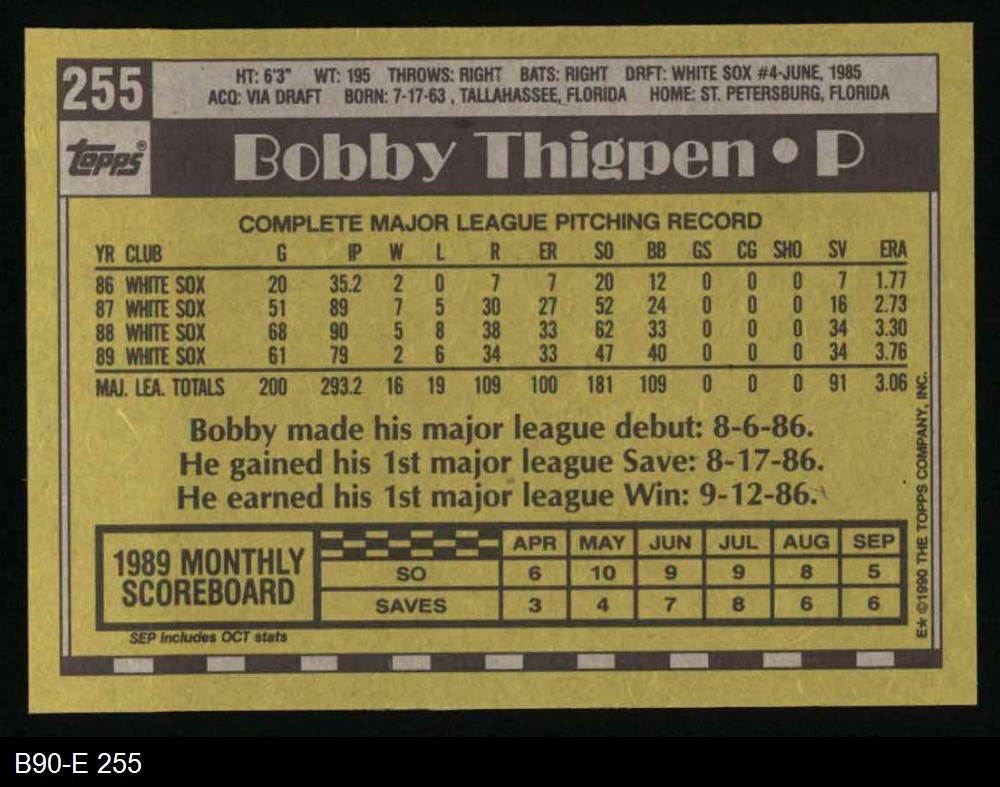 255
HT: 6'3" WT: 195 THROWS: RIGHT BATS: RIGHT DRFT: WHITE SOX #4-JUNE, 1985
ACQ: VIA DRAFT BORN: 7-17-63, TALLAHASSEE, FLORIDA HOME: ST. PETERSBURG, FLORIDA
topps®
Bobby Thigpen • P
COMPLETE MAJOR LEAGUE PITCHING RECORD
YR CLUB G IP W L R ER SO BB GS CG SHO SV ERA
86 WHITE SOX 20 35.2 2 0 7 7 20 12 0 0 0 7 1.77
87 WHITE SOX 51 89 7 5 30 27 52 24 0 0 0 16 2.73
88 WHITE SOX 68 90 5 8 38 33 62 33 0 0 0 34 3.30
89 WHITE SOX 61 79 2 6 34 33 47 40 0 0 0 34 3.76
MAJ. LEA. TOTALS 200 293.2 16 19 109 100 181 109 0 0 0 91 3.06
Bobby made his major league debut: 8-6-86.
He gained his 1st major league Save: 8-17-86.
He earned his 1st major league Win: 9-12-86.
1989 MONTHLY
SCOREBOARD
APR MAY JUN JUL AUG SEP
SO 6 10 9 9 8 5
SAVES 3 4 7 8 6 6
SEP includes OCT stats
E* ©1990 THE TOPPS COMPANY, INC.
B90-E 255